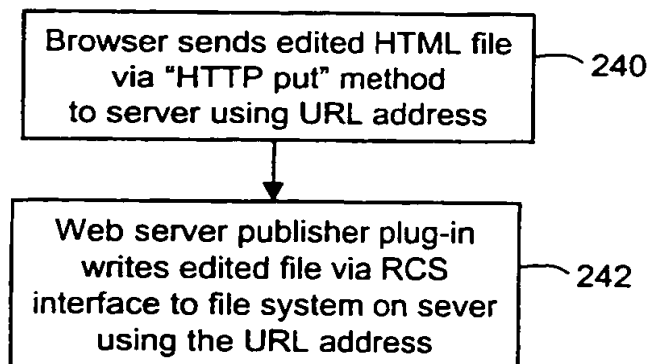 Browser sends edited HTML file
via "HTTP put" method
to server using URL address
240
Web server publisher plug-in
writes edited file via RCS
interface to file system on sever
using the URL address
242